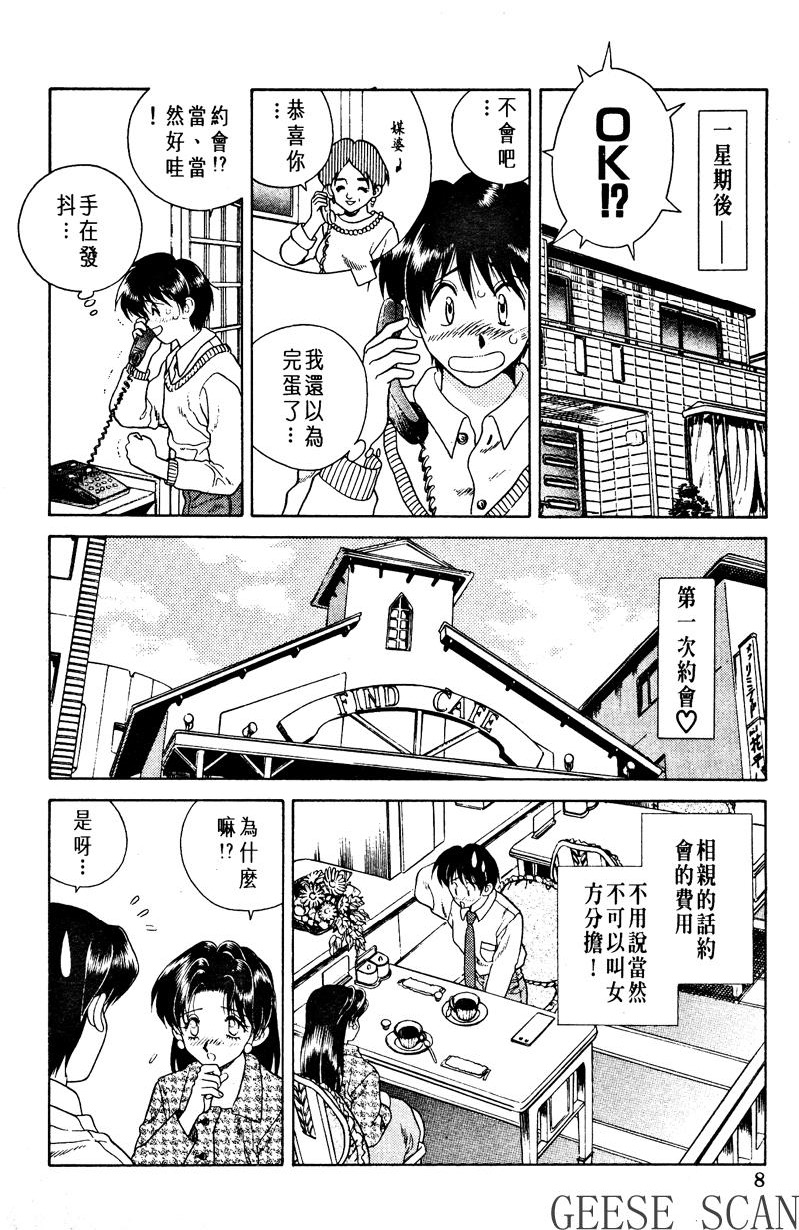 一星期後──
OK!?
不會吧
…
媒婆
恭喜你
…
我還以為
完蛋了…
約會!?
當、當
然好哇
！
手在發
抖…
第一次約會♡
FIND CAFE
相親的話約
會的費用
不用說當然
不可以叫女
方分擔！
為什麼
嘛!?
是呀…
8
GEESE SCAN